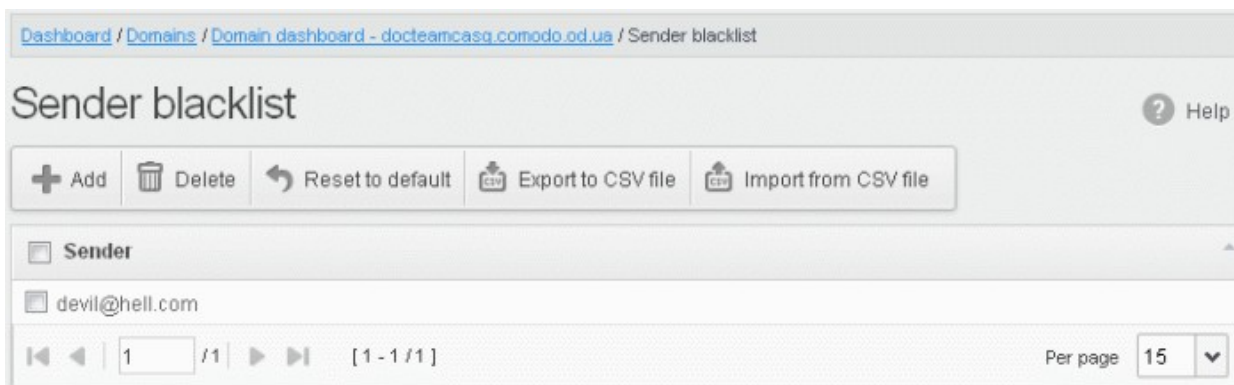 Dashboard / Domains / Domain dashboard - docteamcasg.comodo.od.ua / Sender blacklist
Sender blacklist
? Help
Add Delete Reset to default CSV Export to CSV file CSV Import from CSV file
Sender
devil@hell.com
1 /1 [1 - 1 /1] Per page 15